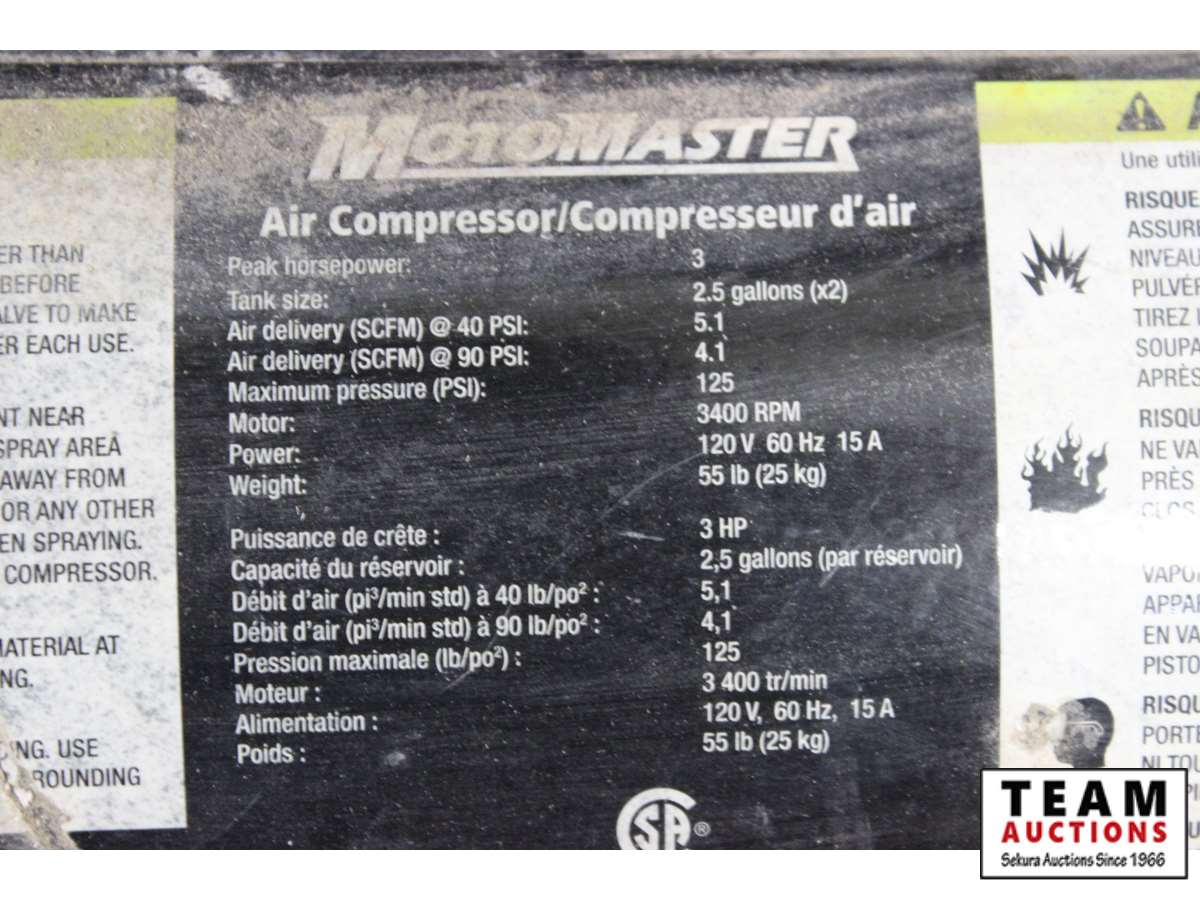 ER THAN
BEFORE
ALVE TO MAKE
ER EACH USE.
NT NEAR
SPRAY AREA
AWAY FROM
OR ANY OTHER
EN SPRAYING.
COMPRESSOR.
MATERIAL AT
NG.
NG. USE
ROUNDING
MOTOMASTER
Air Compressor/Compresseur d'air
Peak horsepower: 3
Tank size: 2.5 gallons (x2)
Air delivery (SCFM) @ 40 PSI: 5.1
Air delivery (SCFM) @ 90 PSI: 4.1
Maximum pressure (PSI): 125
Motor: 3400 RPM
Power: 120 V 60 Hz 15 A
Weight: 55 lb (25 kg)
Puissance de crête : 3 HP
Capacité du réservoir : 2,5 gallons (par réservoir)
Débit d'air (pi³/min std) à 40 lb/po² : 5,1
Débit d'air (pi³/min std) à 90 lb/po² : 4,1
Pression maximale (lb/po²) : 125
Moteur : 3 400 tr/min
Alimentation : 120 V, 60 Hz, 15 A
Poids : 55 lb (25 kg)
SA®
Une utili
RISQUE
ASSURE
NIVEAU
PULVÉR
TIREZ
SOUPA
APRÈS
RISQU
NE VA
PRÈS
CLOS
VAPO
APPAR
EN VA
PISTO
RISQU
PORTE
NI TOU
TEAM
AUCTIONS
Sekura Auctions Since 1966